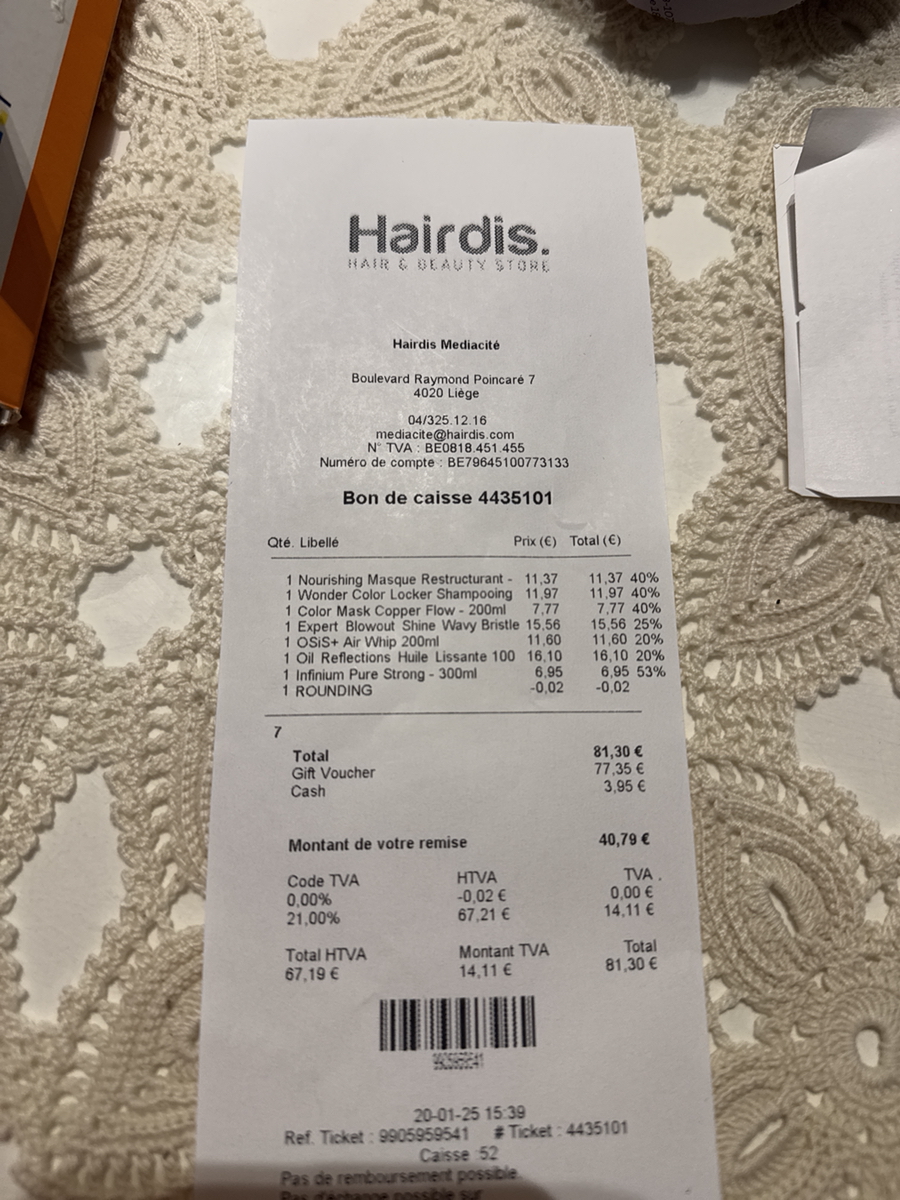 Hairdis.
HAIR & BEAUTY STORE
Hairdis Mediacité
Boulevard Raymond Poincaré 7
4020 Liège
04/325.12.16
mediacite@hairdis.com
N° TVA : BE0818.451.455
Numéro de compte : BE79645100773133
Bon de caisse 4435101
Qté. Libellé Prix (€) Total (€)
1 Nourishing Masque Restructurant - 11,37 11,37 40%
1 Wonder Color Locker Shampooing 11,97 11,97 40%
1 Color Mask Copper Flow - 200ml 7,77 7,77 40%
1 Expert Blowout Shine Wavy Bristle 15,56 15,56 25%
1 OSiS+ Air Whip 200ml 11,60 11,60 20%
1 Oil Reflections Huile Lissante 100 16,10 16,10 20%
1 Infinium Pure Strong - 300ml 6,95 6,95 53%
1 ROUNDING -0,02 -0,02
7
Total 81,30 €
Gift Voucher 77,35 €
Cash 3,95 €
Montant de votre remise 40,79 €
Code TVA HTVA TVA .
0,00% -0,02 € 0,00 €
21,00% 67,21 € 14,11 €
Total HTVA Montant TVA Total
67,19 € 14,11 € 81,30 €
20-01-25 15:39
Ref. Ticket : 9905959541 # Ticket : 4435101
Caisse :52
Pas de remboursement possible.
Pas d'échange possible sur